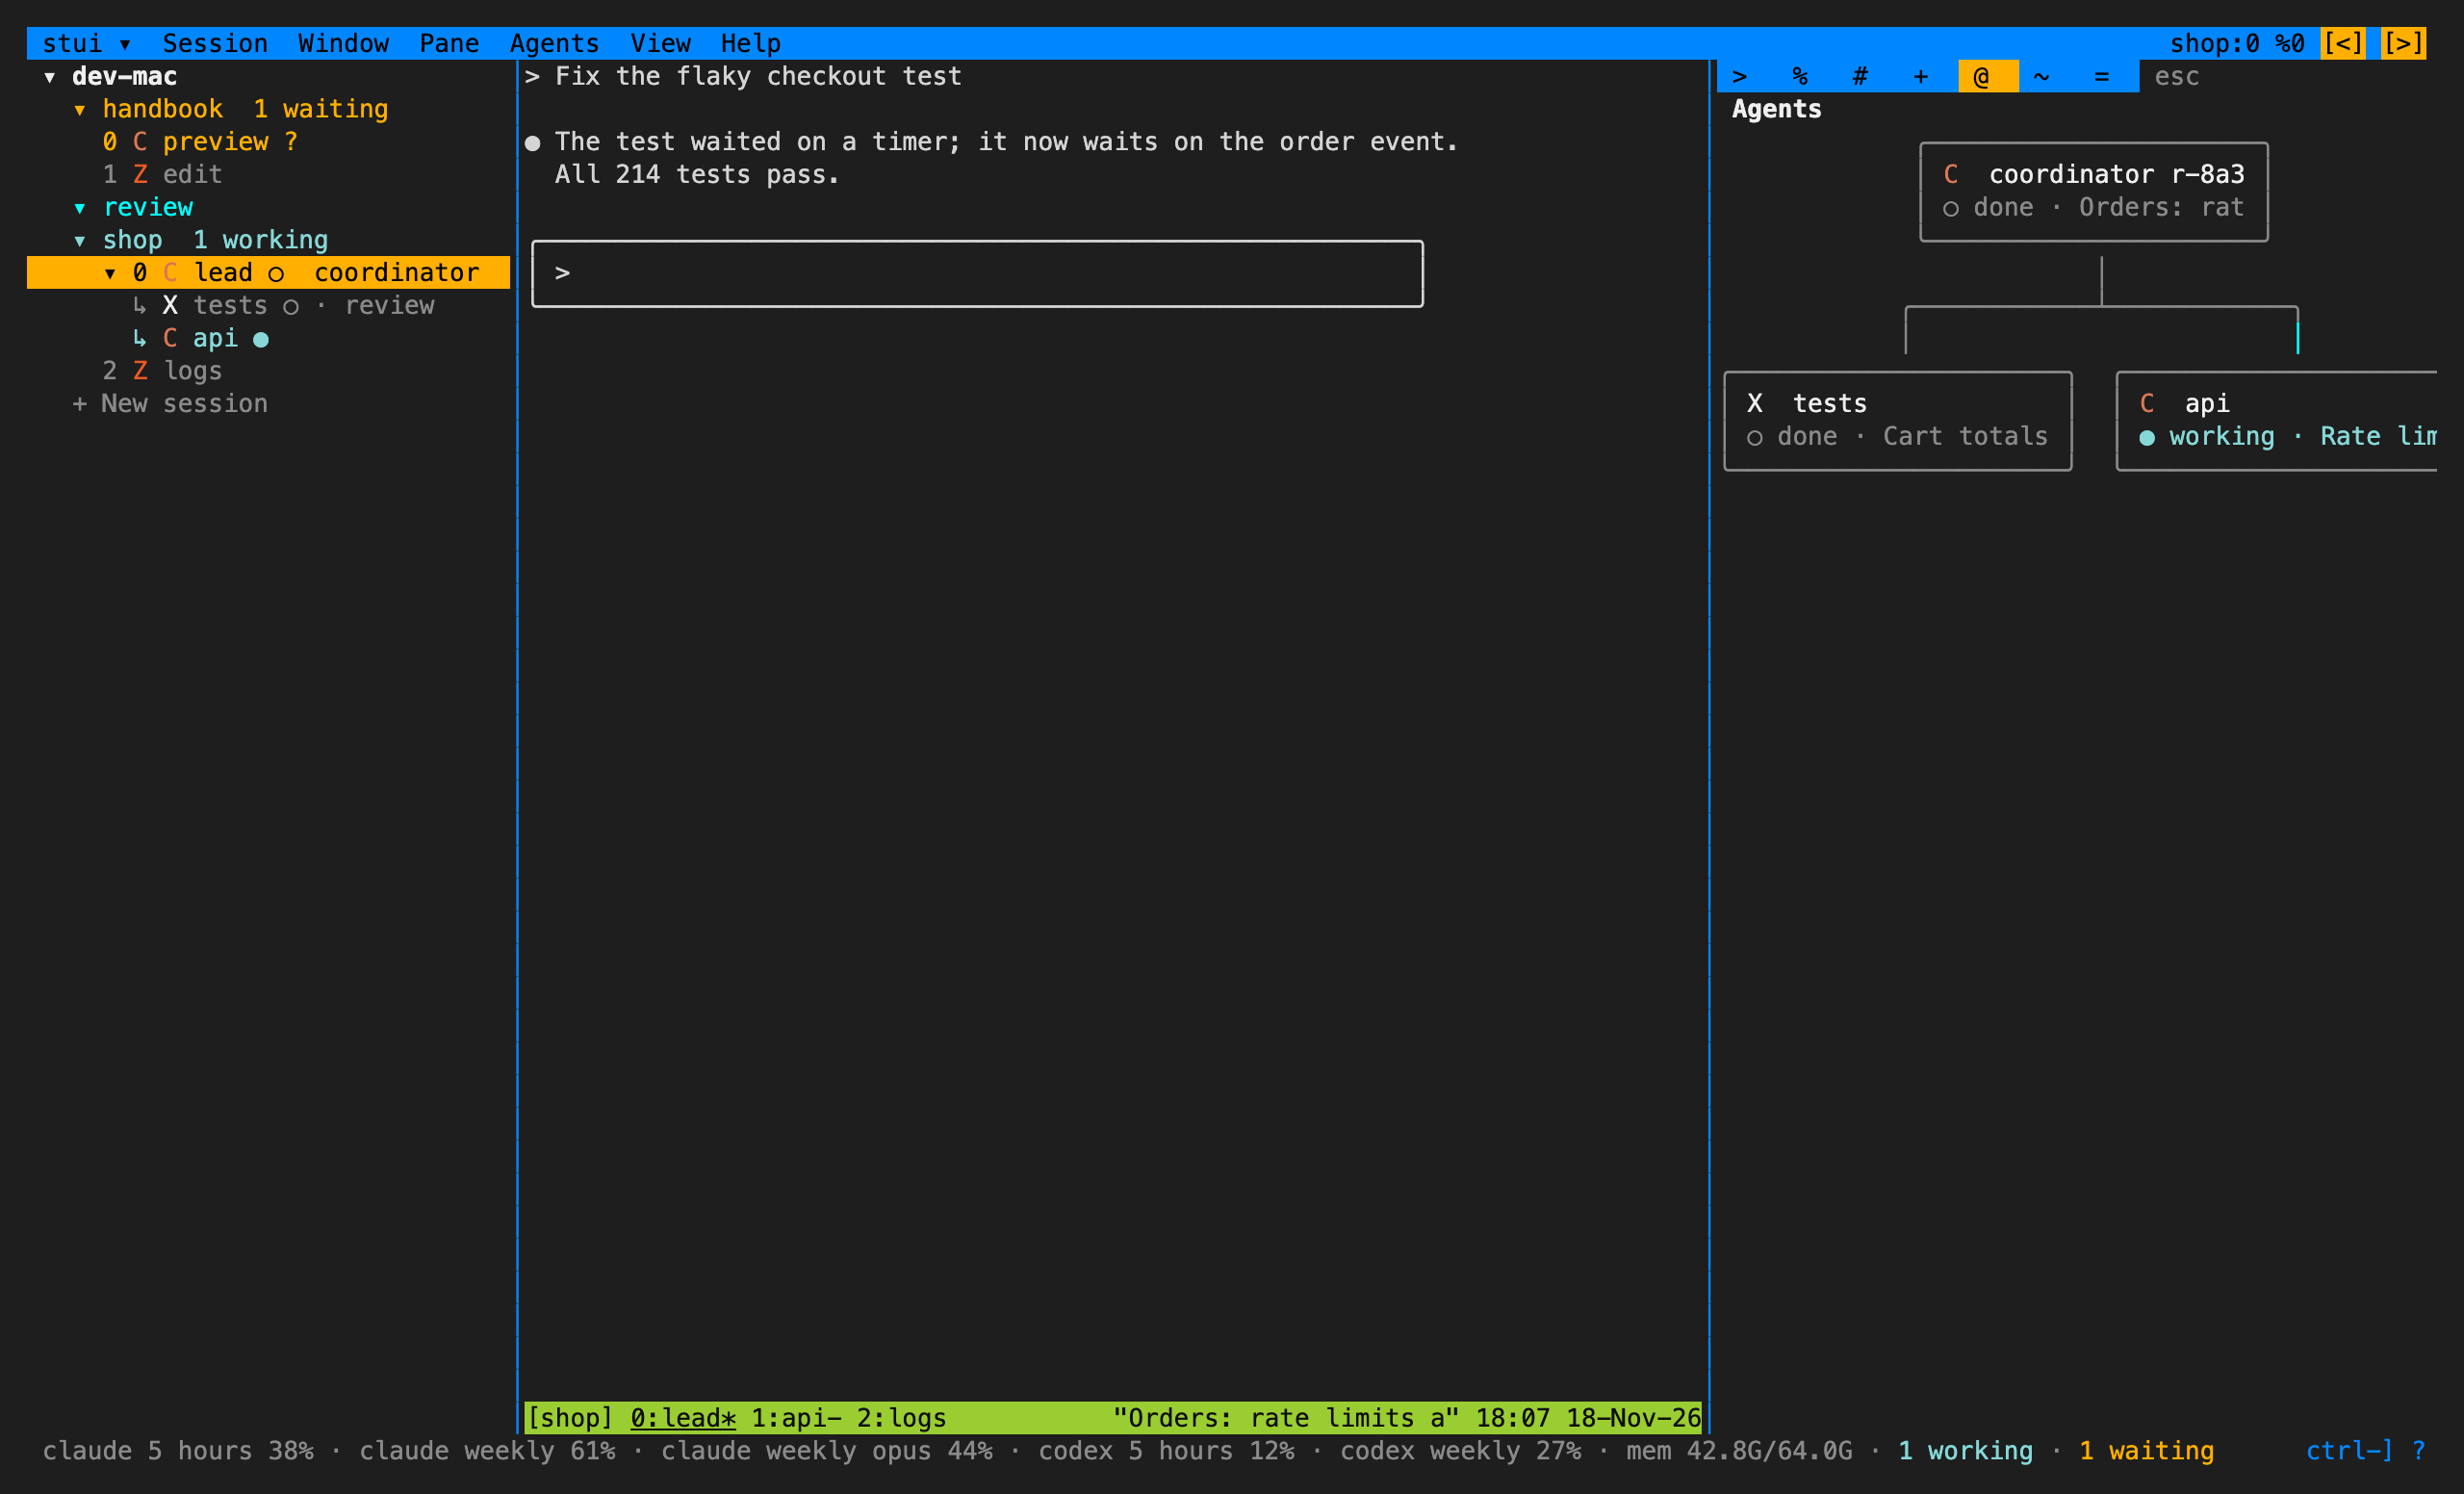 stui ▾ Session Window Pane Agents View Help shop:0 %0 [<] [>]
▾ dev-mac
▾ handbook 1 waiting
0 C preview ?
1 Z edit
▾ review
▾ shop 1 working
▾ 0 C lead ○ coordinator
↳ X tests ○ · review
↳ C api ●
2 Z logs
+ New session
> Fix the flaky checkout test
● The test waited on a timer; it now waits on the order event.
All 214 tests pass.
>
[shop] 0:lead* 1:api- 2:logs "Orders: rate limits a" 18:07 18-Nov-26
> % # + @ ~ = esc
Agents
C coordinator r-8a3
○ done · Orders: rat
X tests
○ done · Cart totals
C api
● working · Rate lim
claude 5 hours 38% · claude weekly 61% · claude weekly opus 44% · codex 5 hours 12% · codex weekly 27% · mem 42.8G/64.0G · 1 working · 1 waiting ctrl-] ?